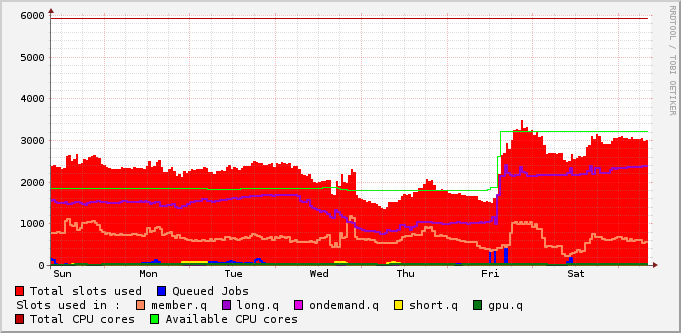 6000
5000
4000
3000
2000
1000
0
Sun Mon Tue Wed Thu Fri Sat
RRDTOOL / TOBI OETIKER
Total slots used Queued Jobs
Slots used in : member.q long.q ondemand.q short.q gpu.q
Total CPU cores Available CPU cores